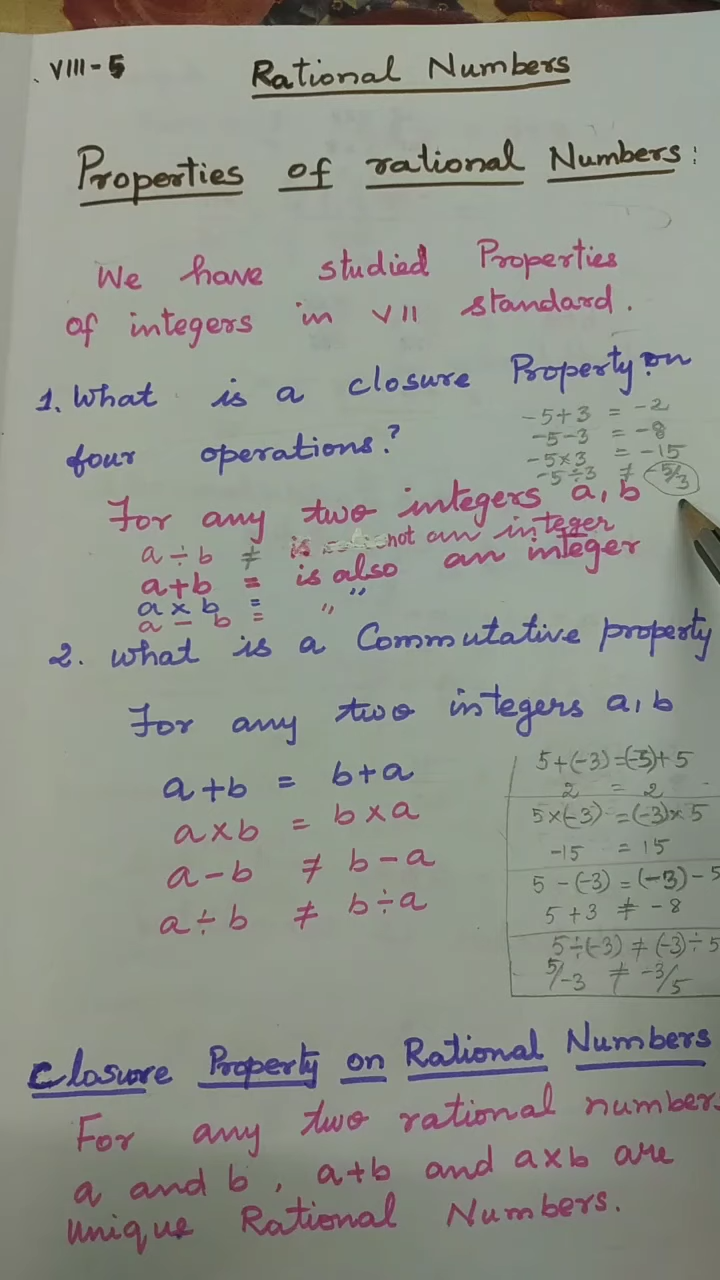 VIII-5
Rational Numbers
Properties of rational Numbers:
We have studied Properties
of integers in VII standard.
1. What is a closure Property on
four operations?
-5+3 = -2
-5-3 = -8
-5×3 = -15
-5÷3 ≠ -5/3
For any two integers a, b
a ÷ b ≠ is not an integer
a+b = is also an integer
a × b = "
a - b = "
2. what is a Commutative property
For any two integers a, b
a+b = b+a
a×b = b×a
a-b ≠ b-a
a÷b ≠ b÷a
5+(-3)=(-3)+5
2 = 2
5×(-3) = (-3)×5
-15 = 15
5-(-3) = (-3)-5
5+3 ≠ -8
5÷(-3) ≠ (-3)÷5
5/-3 ≠ -3/5
Closure Property on Rational Numbers
For any two rational number
a and b, a+b and a×b are
unique Rational Numbers.